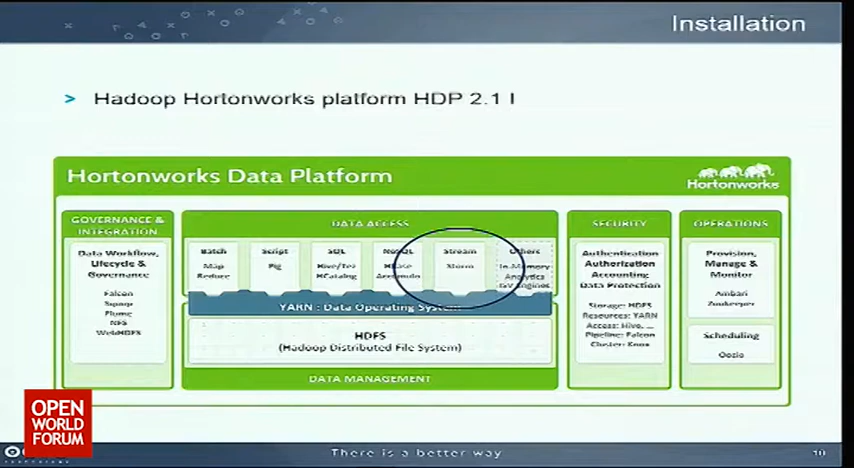 Installation
> Hadoop Hortonworks platform HDP 2.1 I
Hortonworks Data Platform
Hortonworks
GOVERNANCE &
INTEGRATION
Data Workflow,
Lifecycle &
Governance
Falcon
Sqoop
Flume
NFS
WebHDFS
DATA ACCESS
Batch
Map
Reduce
Script
Pig
SQL
Hive/Tez
HCatalog
NoSQL
HBase
Accumulo
Stream
Storm
Others
In-Memory
Analytics
ISV Engines
YARN : Data Operating System
HDFS
(Hadoop Distributed File System)
DATA MANAGEMENT
SECURITY
Authentication
Authorization
Accounting
Data Protection
Storage: HDFS
Resources: YARN
Access: Hive, ...
Pipeline: Falcon
Cluster: Knox
OPERATIONS
Provision,
Manage &
Monitor
Ambari
Zookeeper
Scheduling
Oozie
OPEN
WORLD
FORUM
There is a better way
10